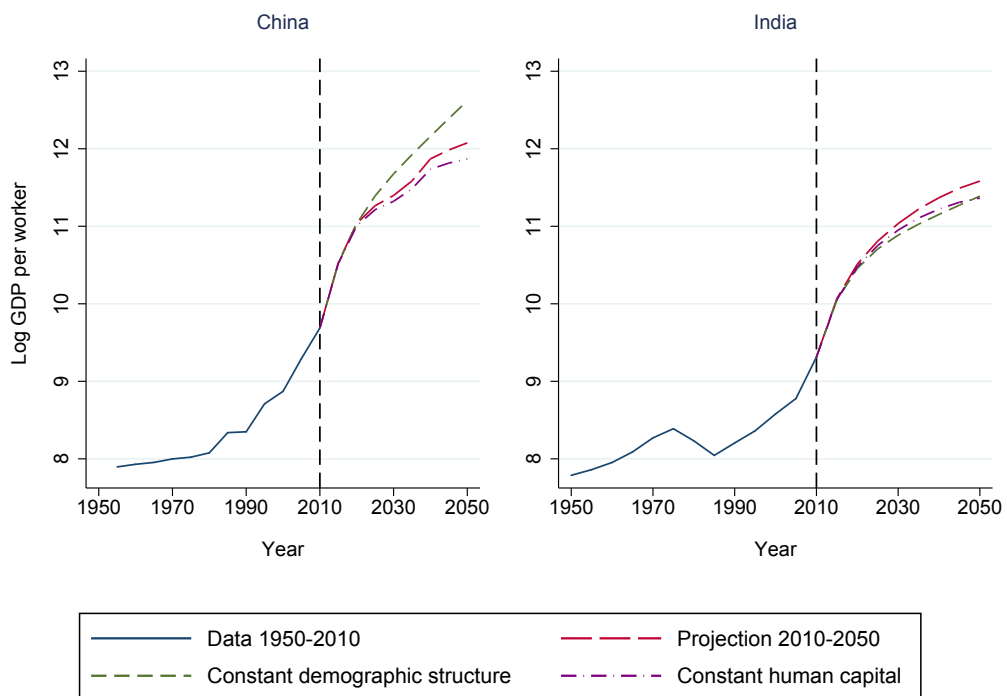 China
India
Log GDP per worker
13
12
11
10
9
8
1950 1970 1990 2010 2030 2050
Year
13
12
11
10
9
8
1950 1970 1990 2010 2030 2050
Year
Data 1950-2010
Projection 2010-2050
Constant demographic structure
Constant human capital